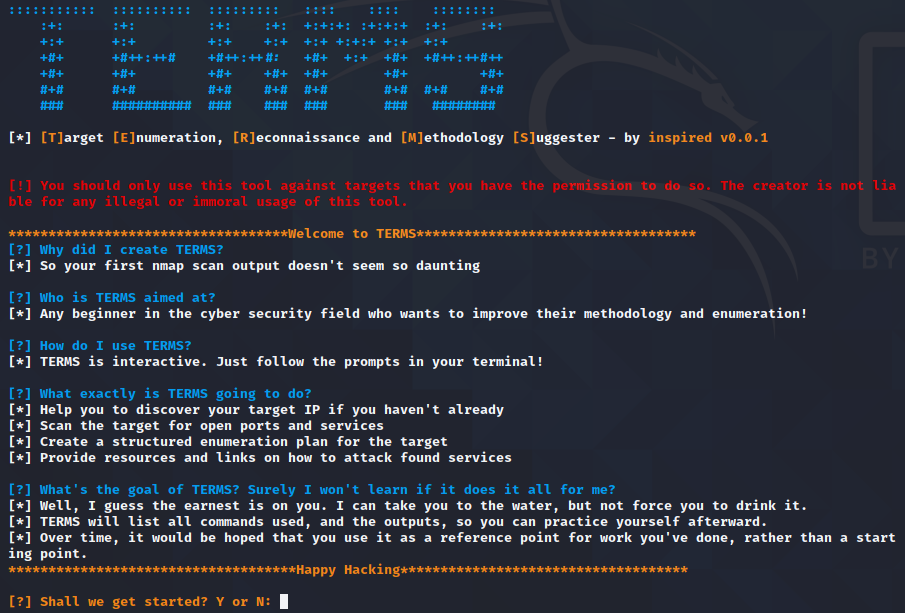 :::::::::::  ::::::::::  :::::::::   ::::    ::::    ::::::::
    :+:      :+:         :+:    :+:  +:+:+: :+:+:+  :+:    :+:
    +:+      +:+         +:+    +:+  +:+ +:+:+ +:+  +:+
    +#+      +#++:++#    +#++:++#:   +#+  +:+  +#+  +#++:++#++
    +#+      +#+         +#+    +#+  +#+       +#+         +#+
    #+#      #+#         #+#    #+#  #+#       #+#  #+#    #+#
    ###      ##########  ###    ###  ###       ###   ########
[*] [T]arget [E]numeration, [R]econnaissance and [M]ethodology [S]uggester - by inspired v0.0.1
[!] You should only use this tool against targets that you have the permission to do so. The creator is not lia
ble for any illegal or immoral usage of this tool.
***********************************Welcome to TERMS***********************************
[?] Why did I create TERMS?
[*] So your first nmap scan output doesn't seem so daunting
[?] Who is TERMS aimed at?
[*] Any beginner in the cyber security field who wants to improve their methodology and enumeration!
[?] How do I use TERMS?
[*] TERMS is interactive. Just follow the prompts in your terminal!
[?] What exactly is TERMS going to do?
[*] Help you to discover your target IP if you haven't already
[*] Scan the target for open ports and services
[*] Create a structured enumeration plan for the target
[*] Provide resources and links on how to attack found services
[?] What's the goal of TERMS? Surely I won't learn if it does it all for me?
[*] Well, I guess the earnest is on you. I can take you to the water, but not force you to drink it.
[*] TERMS will list all commands used, and the outputs, so you can practice yourself afterward.
[*] Over time, it would be hoped that you use it as a reference point for work you've done, rather than a start
ing point.
************************************Happy Hacking************************************
[?] Shall we get started? Y or N:
BY